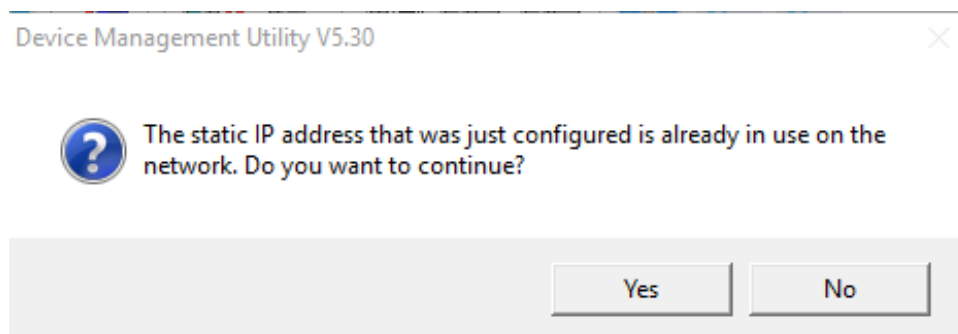 Device Management Utility V5.30
The static IP address that was just configured is already in use on the
network. Do you want to continue?
Yes
No